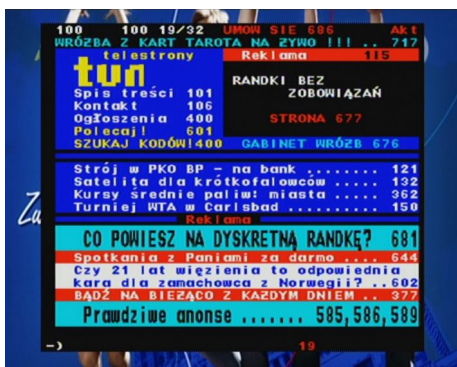 100 100 19/32 UMOW SIE 686 Akt
WRÓŻBA Z KART TAROTA NA ŻYWO !!! .. 717
telestrony
tvn
Spis treści 101
Kontakt 106
Ogłoszenia 400
Polecaj! 601
SZUKAJ KODÓW!400
Reklama 115
RANDKI BEZ
ZOBOWIĄZAŃ
STRONA 677
GABINET WRÓŻB 676
Strój w PKO BP – na bank ..... 121
Satelita dla krótkofalowców .. 132
Kursy średnie paliw: miasta .... 362
Turniej WTA w Carlsbad ......... 150
Reklama
CO POWIESZ NA DYSKRETNĄ RANDKĘ? 681
Spotkania z Paniami za darmo .... 644
Czy 21 lat więzienia to odpowiednia
kara dla zamachowca z Norwegii? ..602
BĄDŹ NA BIEŻĄCO Z KAŻDYM DNIEM .. 377
Prawdziwe anonse ....... 585,586,589
19
Zu